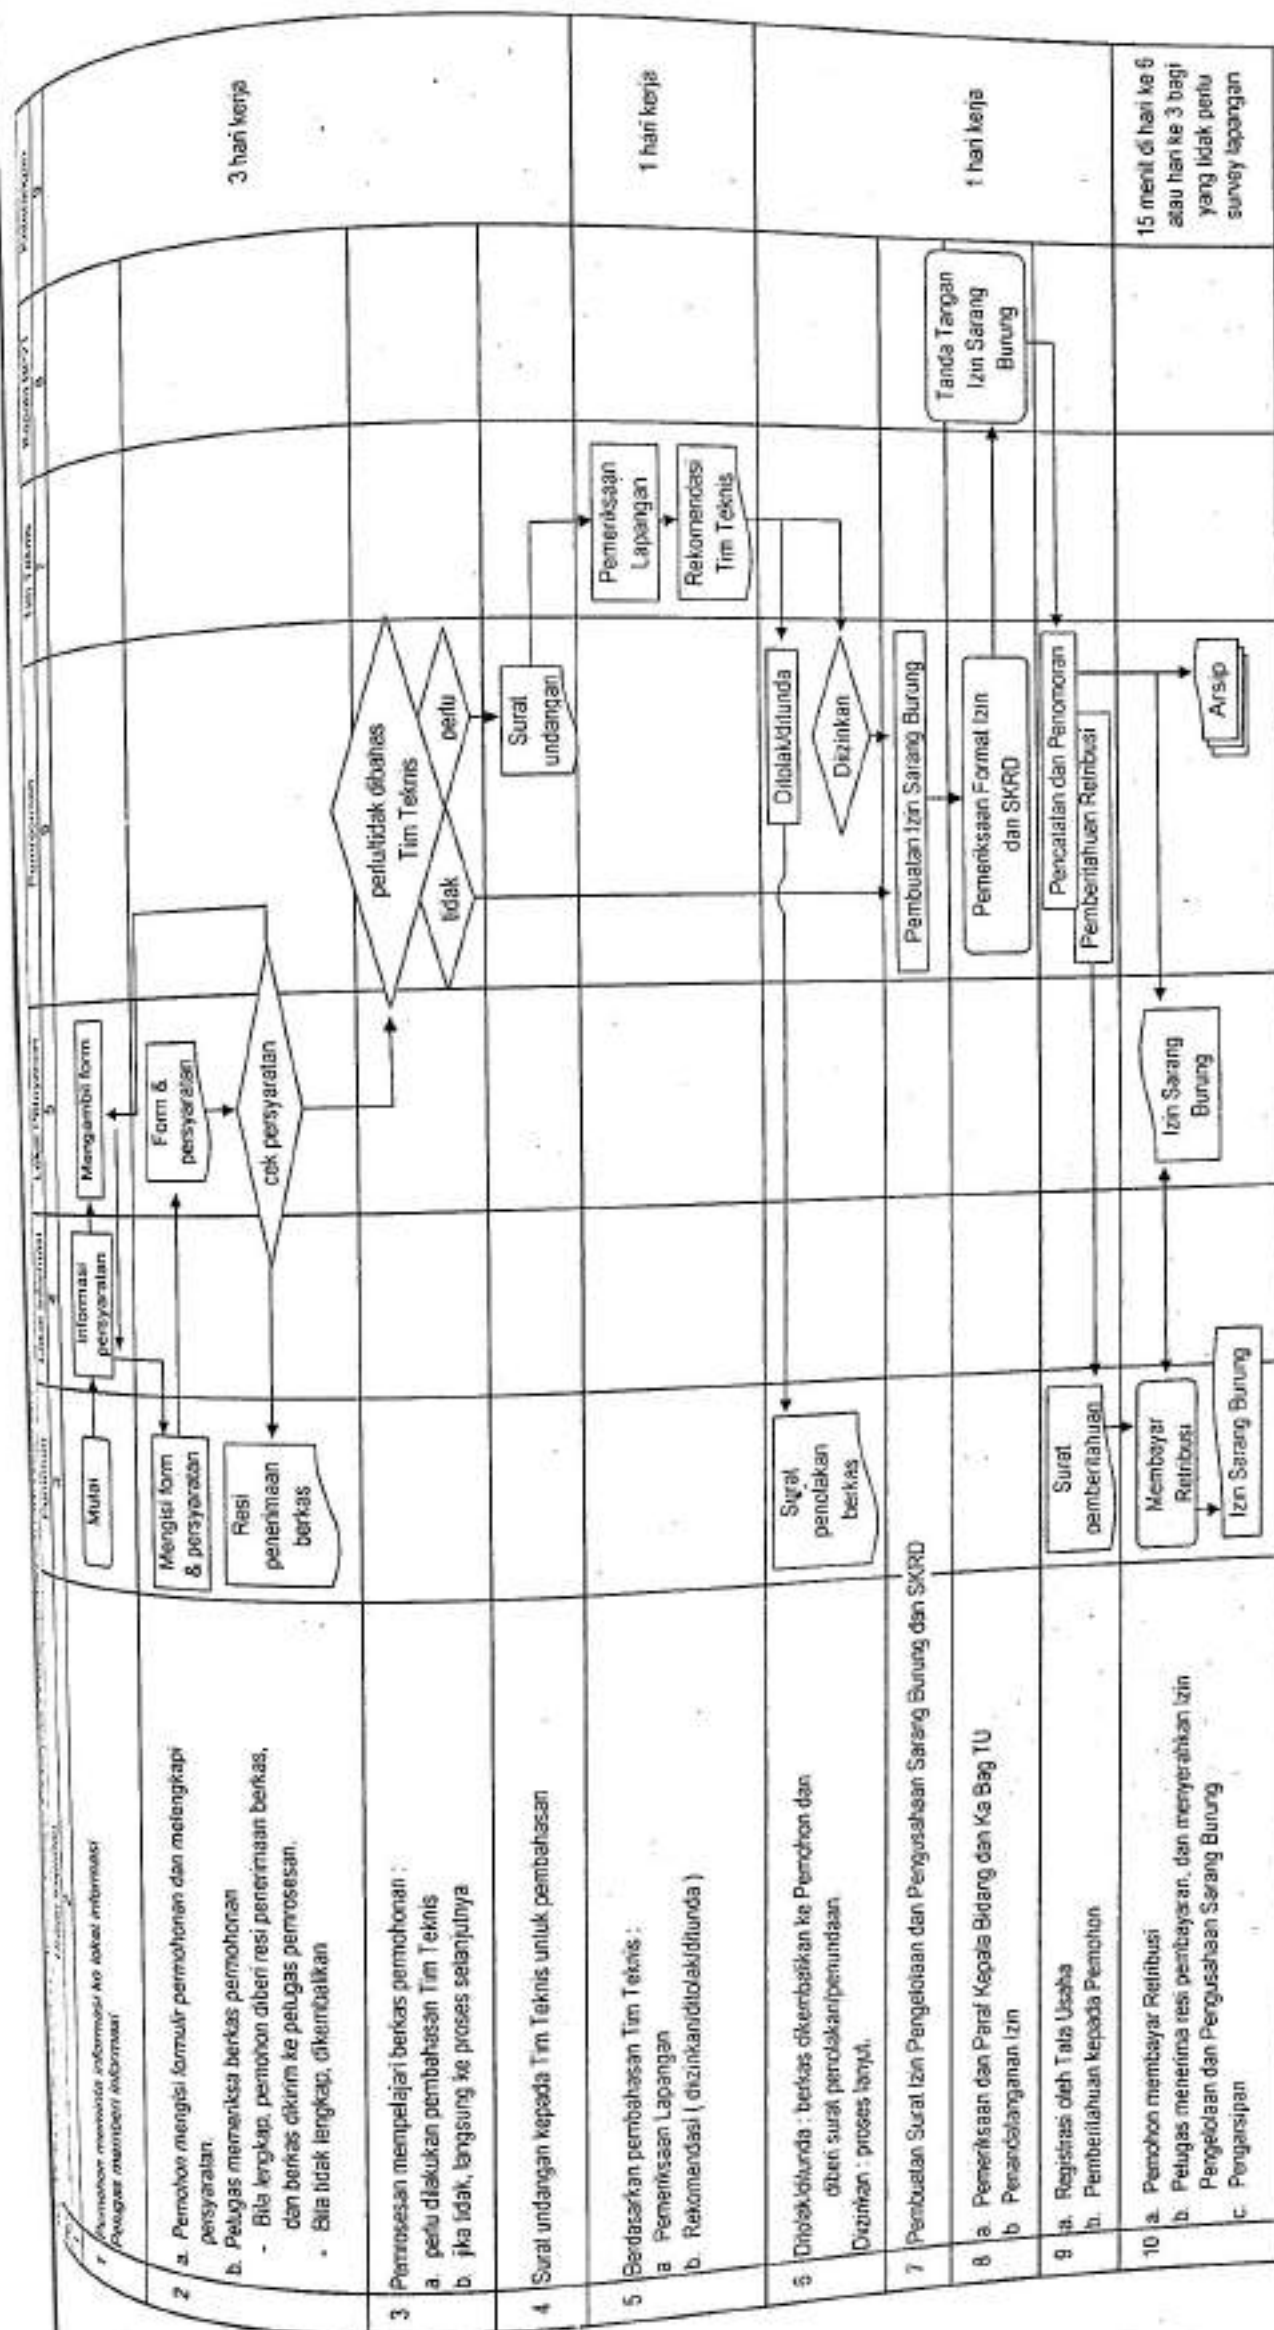 3
4
5
6
7
8
9
1
Pemohon meminta informasi ke lokasi informasi
Petugas memberi informasi
Mulai
Informasi
persyaratan
Mengambil form
3 hari kerja
2
a. Pemohon mengisi formulir permohonan dan melengkapi
persyaratan.
b. Petugas memeriksa berkas permohonan
- Bila lengkap, pemohon diberi resi penerimaan berkas,
dan berkas dikirim ke petugas pemrosesan.
- Bila tidak lengkap, dikembalikan
Mengisi form
& persyaratan
Form &
persyaratan
Resi
penerimaan
berkas
cek persyaratan
3
Pemrosesan mempelajari berkas permohonan :
a. perlu dilakukan pembahasan Tim Teknis
b. jika tidak, langsung ke proses selanjutnya
perlu/tidak dibahas
Tim Teknis
tidak
perlu
4
Surat undangan kepada Tim Teknis untuk pembahasan
Surat
undangan
5
Berdasarkan pembahasan Tim Teknis :
a Pemeriksaan Lapangan
b. Rekomendasi ( diizinkan/ditolak/ditunda )
Pemeriksaan
Lapangan
Rekomendasi
Tim Teknis
1 hari kerja
6
Ditolak/ditunda : berkas dikembalikan ke Pemohon dan
diberi surat penolakan/penundaan.
Diizinkan : proses lanjut.
Surat
penolakan
berkas
Ditolak/ditunda
Diizinkan
1 hari kerja
7
Pembuatan Surat Izin Pengelolaan dan Pengusahaan Sarang Burung dan SKRD
Pembuatan Izin Sarang Burung
8
a. Pemeriksaan dan Paraf Kepala Bidang dan Ka Bag TU
b Penandatanganan Izin
Pemeriksaan Formal Izin
dan SKRD
Tanda Tangan
Izin Sarang
Burung
9
a. Registrasi oleh Tata Usaha
b. Pemberitahuan kepada Pemohon
Surat
pemberitahuan
Pencatatan dan Penomoran
Pemberitahuan Retribusi
10
a. Pemohon membayar Retribusi
b. Petugas menerima resi pembayaran, dan menyerahkan Izin
Pengelolaan dan Pengusahaan Sarang Burung
c. Pengarsipan
Membayar
Retribusi
Izin Sarang Burung
Izin Sarang
Burung
Arsip
15 menit di hari ke 6
atau hari ke 3 bagi
yang tidak perlu
survey lapangan